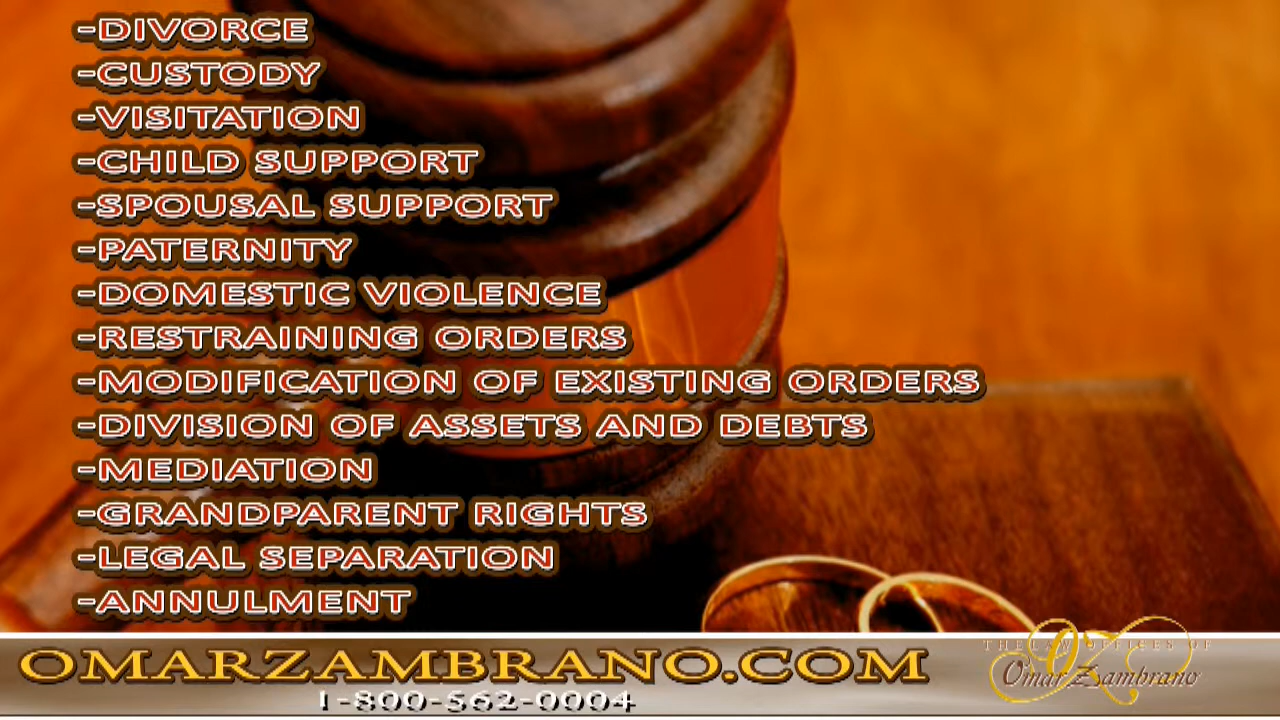 -DIVORCE
-CUSTODY
-VISITATION
-CHILD SUPPORT
-SPOUSAL SUPPORT
-PATERNITY
-DOMESTIC VIOLENCE
-RESTRAINING ORDERS
-MODIFICATION OF EXISTING ORDERS
-DIVISION OF ASSETS AND DEBTS
-MEDIATION
-GRANDPARENT RIGHTS
-LEGAL SEPARATION
-ANNULMENT
OMARZAMBRANO.COM
1-800-562-0004
THE LAW OFFICES OF
OZ
Omar Zambrano